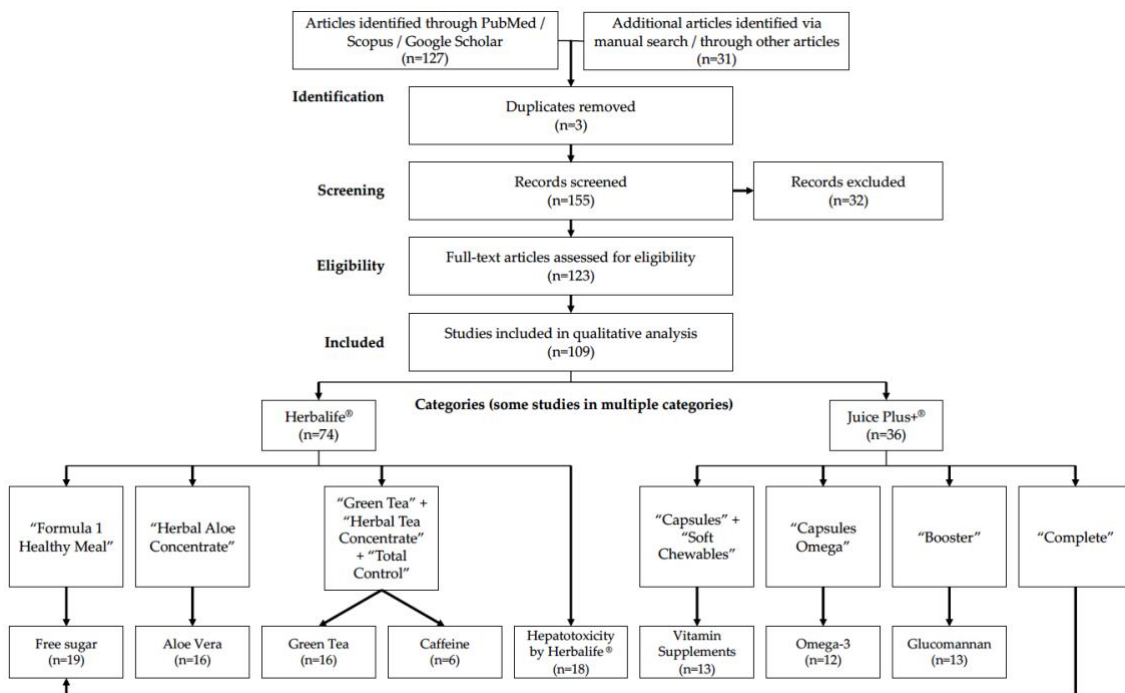 Articles identified through PubMed /
Scopus / Google Scholar
(n=127)
Additional articles identified via
manual search / through other articles
(n=31)
Identification
Duplicates removed
(n=3)
Screening
Records screened
(n=155)
Records excluded
(n=32)
Eligibility
Full-text articles assessed for eligibility
(n=123)
Included
Studies included in qualitative analysis
(n=109)
Categories (some studies in multiple categories)
Herbalife®
(n=74)
Juice Plus+®
(n=36)
“Formula 1
Healthy Meal”
“Herbal Aloe
Concentrate”
“Green Tea” +
“Herbal Tea
Concentrate”
+ “Total
Control”
“Capsules” +
“Soft
Chewables”
“Capsules
Omega”
“Booster”
“Complete”
Free sugar
(n=19)
Aloe Vera
(n=16)
Green Tea
(n=16)
Caffeine
(n=6)
Hepatotoxicity
by Herbalife®
(n=18)
Vitamin
Supplements
(n=13)
Omega-3
(n=12)
Glucomannan
(n=13)